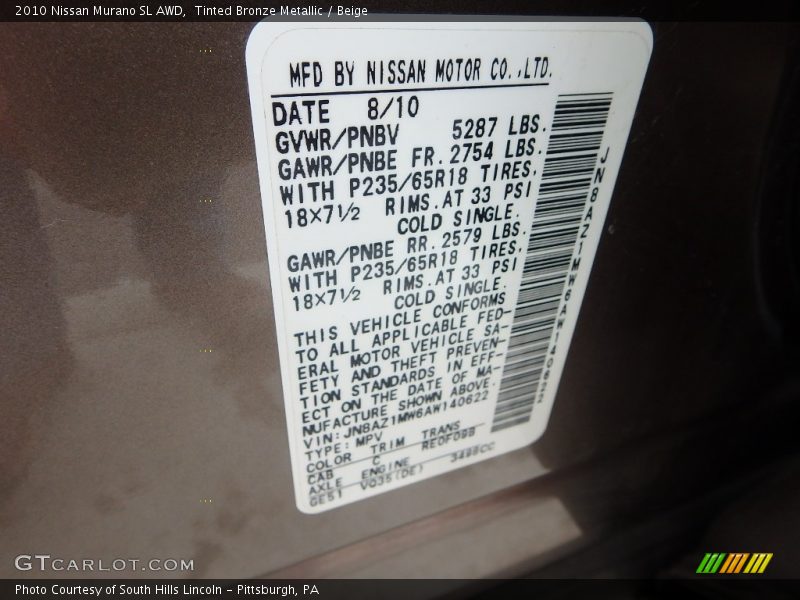 2010 Nissan Murano SL AWD,  Tinted Bronze Metallic / Beige
MFD BY NISSAN MOTOR CO.,LTD.
DATE 8/10
GVWR/PNBV 5287 LBS.
GAWR/PNBE FR. 2754 LBS.
WITH P235/65R18 TIRES,
18X7½ RIMS.AT 33 PSI
COLD SINGLE.
GAWR/PNBE RR. 2579 LBS.
WITH P235/65R18 TIRES,
18X7½ RIMS.AT 33 PSI
COLD SINGLE.
THIS VEHICLE CONFORMS
TO ALL APPLICABLE FED-
ERAL MOTOR VEHICLE SA-
FETY AND THEFT PREVEN-
TION STANDARDS IN EFF-
ECT ON THE DATE OF MA-
NUFACTURE SHOWN ABOVE.
VIN:JN8AZ1MW6AW140622
TYPE:MPV
COLOR TRIM TRANS
CAB C RE0F09B
AXLE ENGINE
GE51 VQ35(DE) 3498CC
JN8AZ1MW6AW140622
GTCARLOT.COM
Photo Courtesy of South Hills Lincoln - Pittsburgh, PA